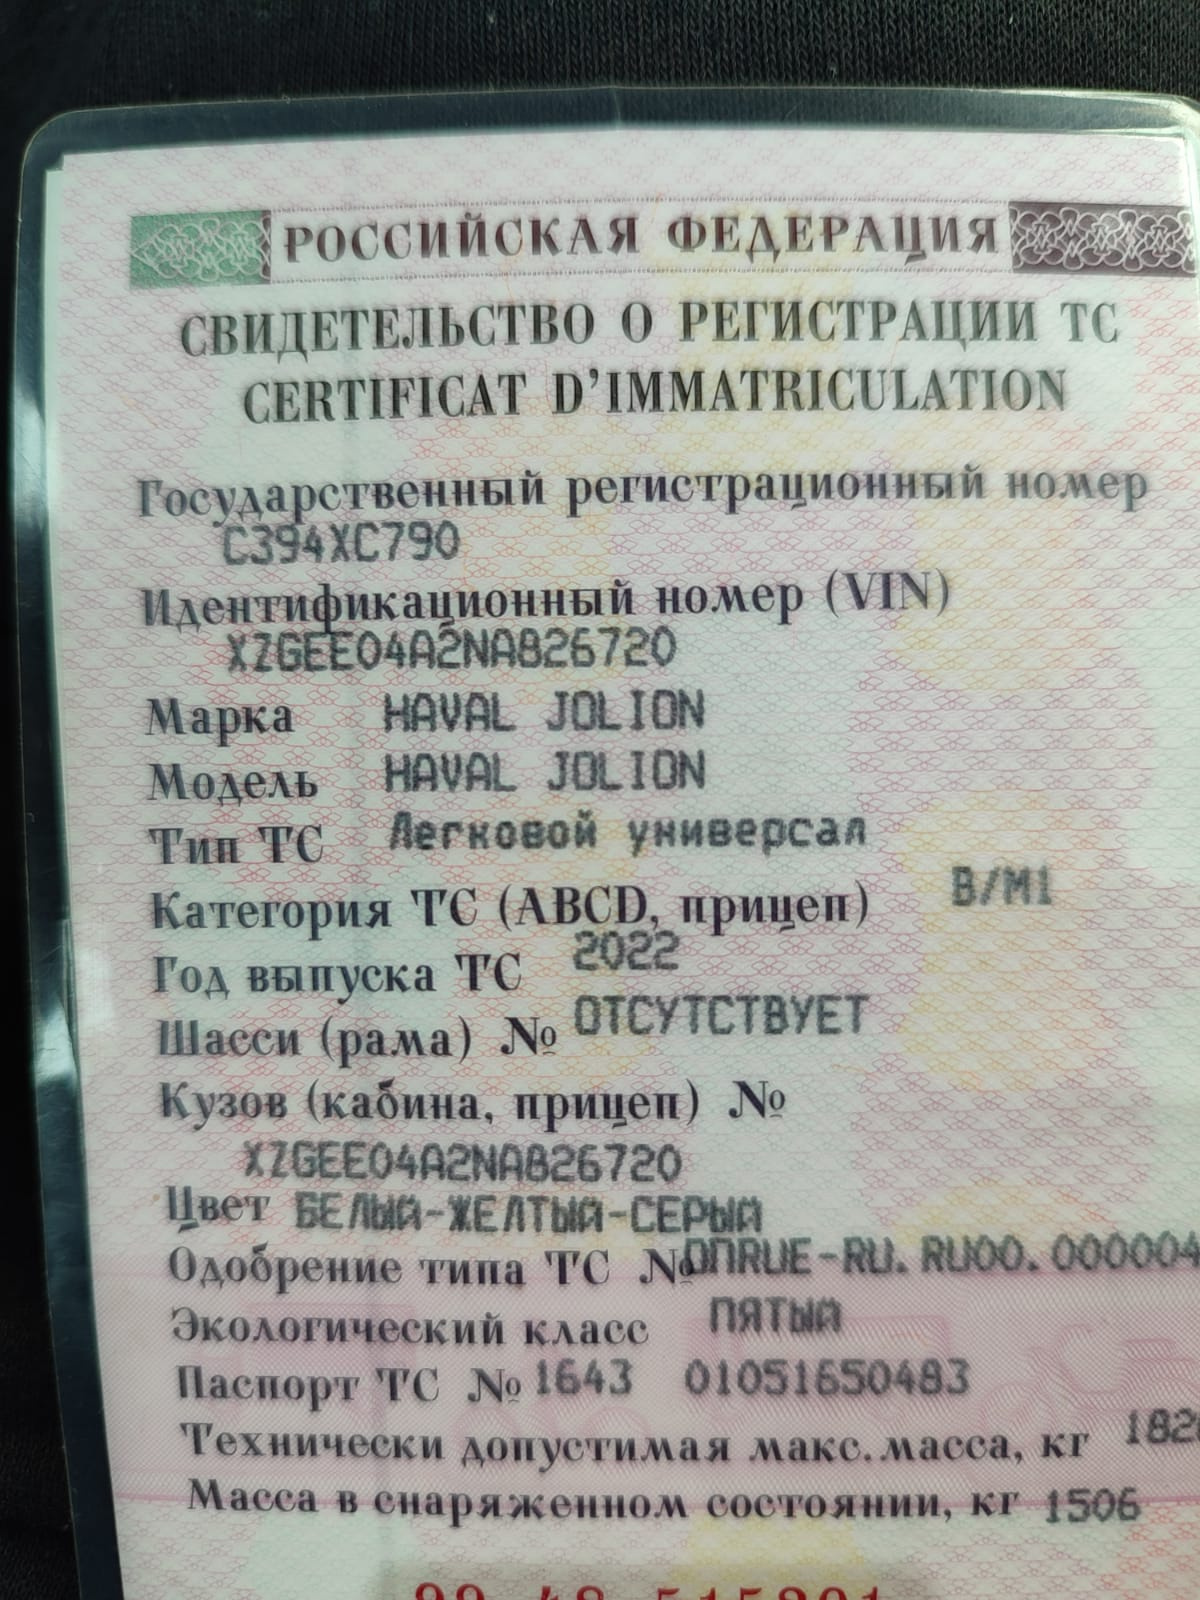 РОССИЙСКАЯ ФЕДЕРАЦИЯ
СВИДЕТЕЛЬСТВО О РЕГИСТРАЦИИ ТС
CERTIFICAT D'IMMATRICULATION
Государственный регистрационный номер
С394ХС790
Идентификационный номер (VIN)
XZGEE04A2NA826720
Марка HAVAL JOLION
Модель HAVAL JOLION
Тип ТС Легковой универсал
Категория ТС (ABCD, прицеп) B/M1
Год выпуска ТС 2022
Шасси (рама) № ОТСУТСТВУЕТ
Кузов (кабина, прицеп) №
XZGEE04A2NA826720
Цвет БЕЛЫЙ-ЖЕЛТЫЙ-СЕРЫЙ
Одобрение типа ТС № ОПRUE-RU.RU00.000004
Экологический класс ПЯТЫЙ
Паспорт ТС № 1643 01051650483
Технически допустимая макс.масса, кг 182
Масса в снаряженном состоянии, кг 1506